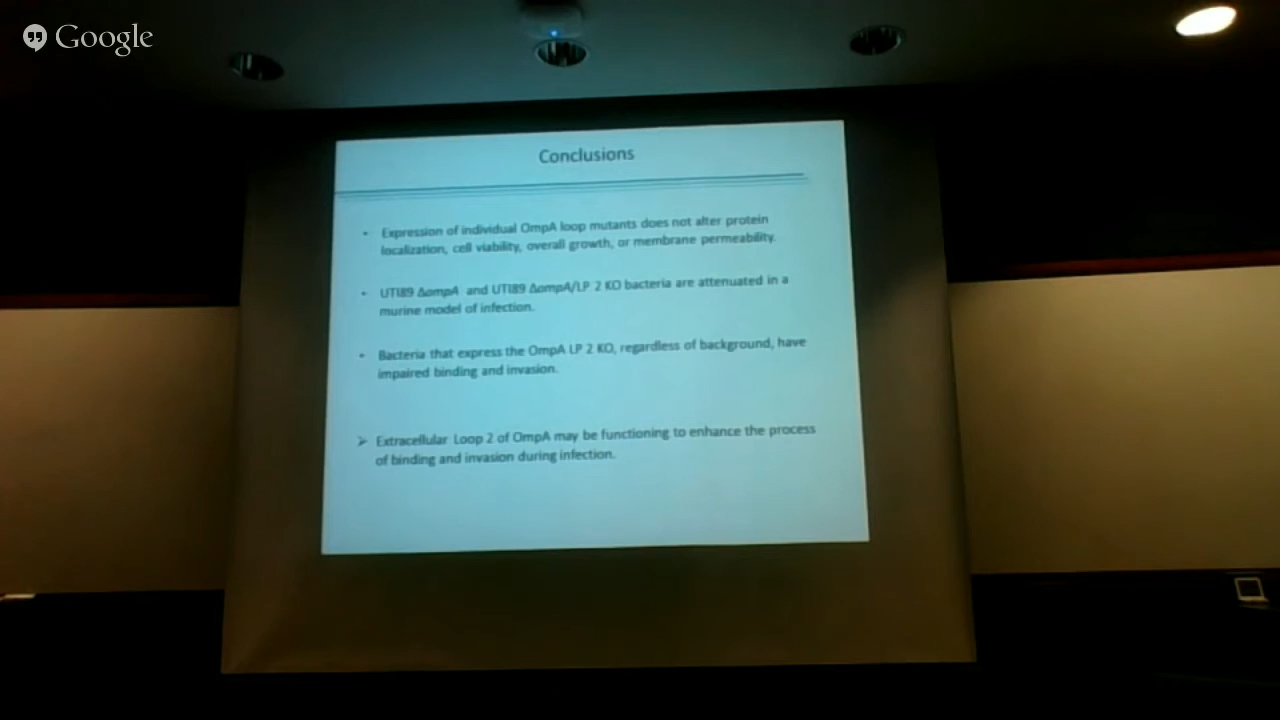 Google
Conclusions
• Expression of individual OmpA loop mutants does not alter protein
localization, cell viability, overall growth, or membrane permeability.
• UTI89 ΔompA and UTI89 ΔompA/LP 2 KO bacteria are attenuated in a
murine model of infection.
• Bacteria that express the OmpA LP 2 KO, regardless of background, have
impaired binding and invasion.
➢ Extracellular Loop 2 of OmpA may be functioning to enhance the process
of binding and invasion during infection.